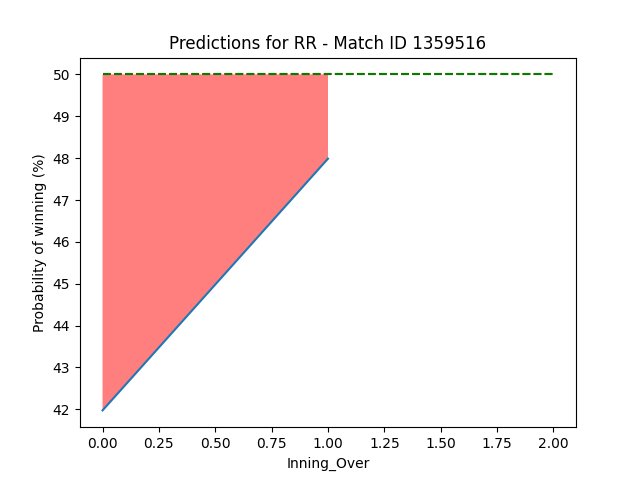 Predictions for RR - Match ID 1359516
50
49
48
47
46
45
44
43
42
Probability of winning (%)
0.00 0.25 0.50 0.75 1.00 1.25 1.50 1.75 2.00
Inning_Over